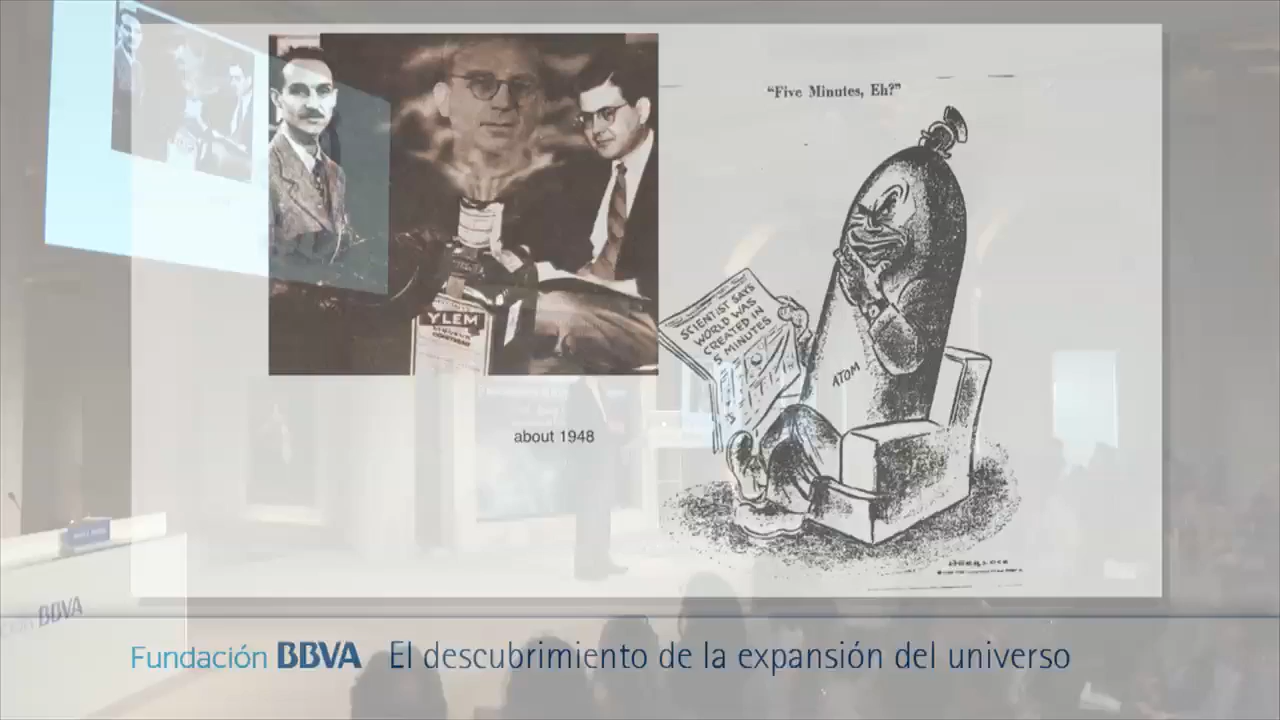 "Five Minutes, Eh?"
SCIENTIST SAYS
WORLD WAS
CREATED IN
5 MINUTES
YLEM
ATOM
about 1948
BBVA
Fundación BBVA El descubrimiento de la expansión del universo